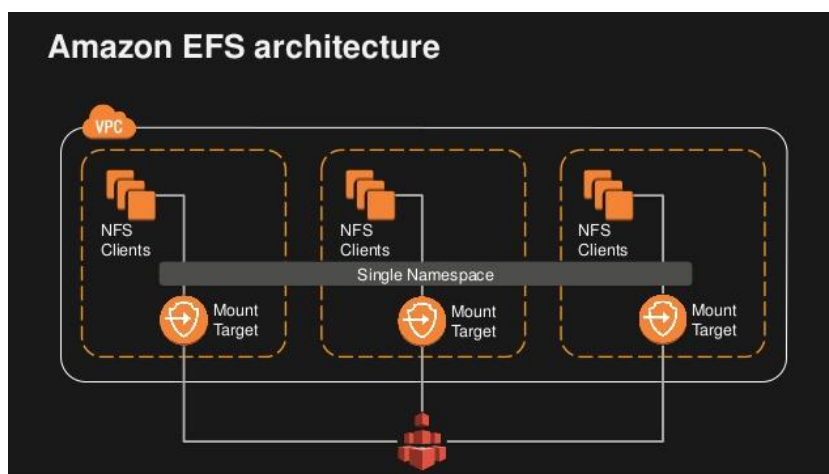 Amazon EFS architecture
VPC
NFS
Clients
NFS
Clients
NFS
Clients
Single Namespace
Mount
Target
Mount
Target
Mount
Target